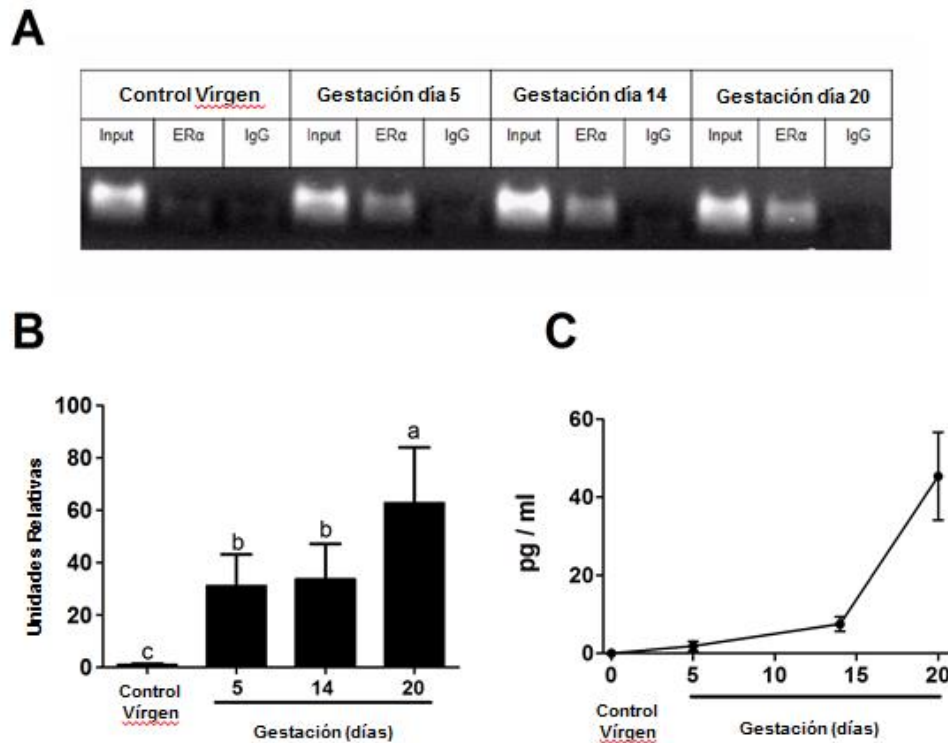 A
Control Vírgen Gestación día 5 Gestación día 14 Gestación día 20
Input ERα IgG Input ERα IgG Input ERα IgG Input ERα IgG
B
Unidades Relativas
100
80
60
40
20
0
c b b a
Control
Vírgen
5 14 20
Gestación (días)
C
pg / ml
60
40
20
0
0 5 10 15 20
Control
Vírgen
Gestación (días)